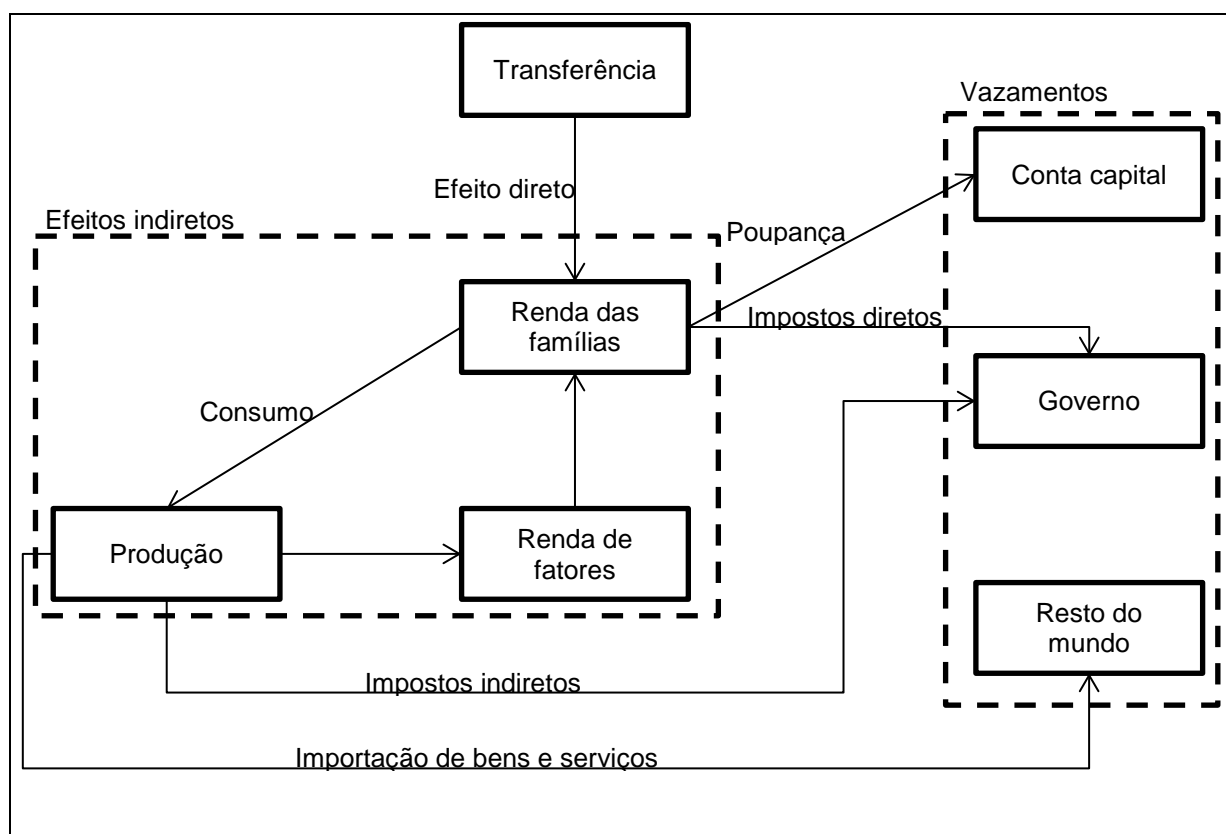 Transferência
Vazamentos
Conta capital
Efeito direto
Efeitos indiretos
Poupança
Renda das
famílias
Impostos diretos
Governo
Consumo
Produção
Renda de
fatores
Resto do
mundo
Impostos indiretos
Importação de bens e serviços